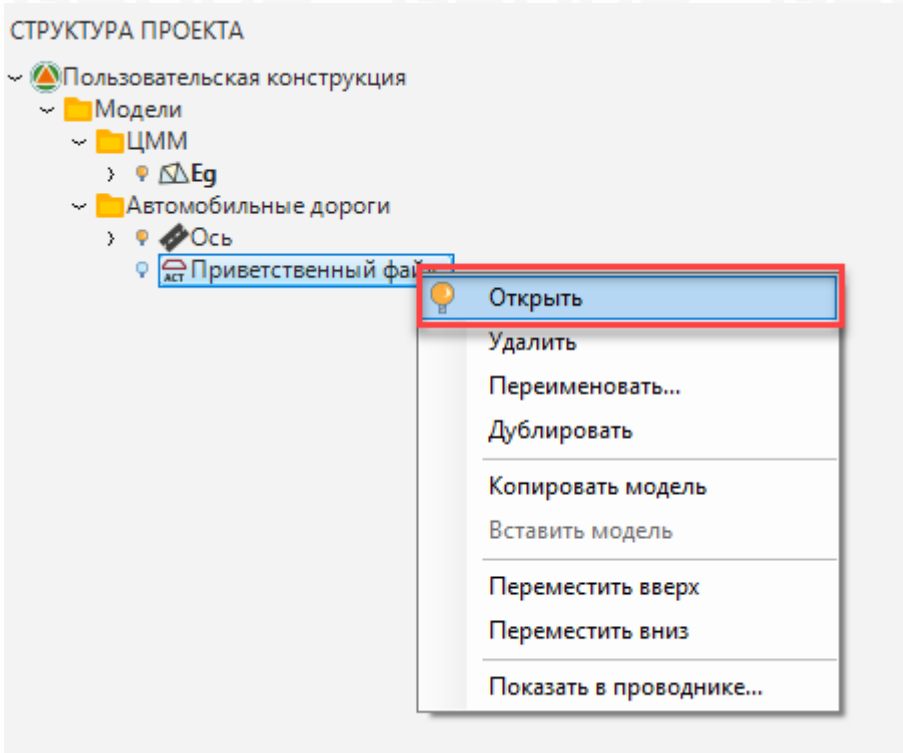 СТРУКТУРА ПРОЕКТА
Пользовательская конструкция
Модели
ЦММ
Eg
Автомобильные дороги
Ось
ACT Приветственный
Открыть
Удалить
Переименовать...
Дублировать
Копировать модель
Вставить модель
Переместить вверх
Переместить вниз
Показать в проводнике...